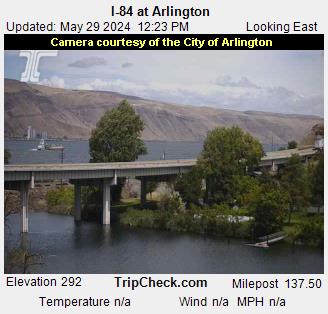 I-84 at Arlington
Updated: May 29 2024 12:23 PM Looking East
Camera courtesy of the City of Arlington
Elevation 292 TripCheck.com Milepost 137.50
Temperature n/a Wind n/a MPH n/a